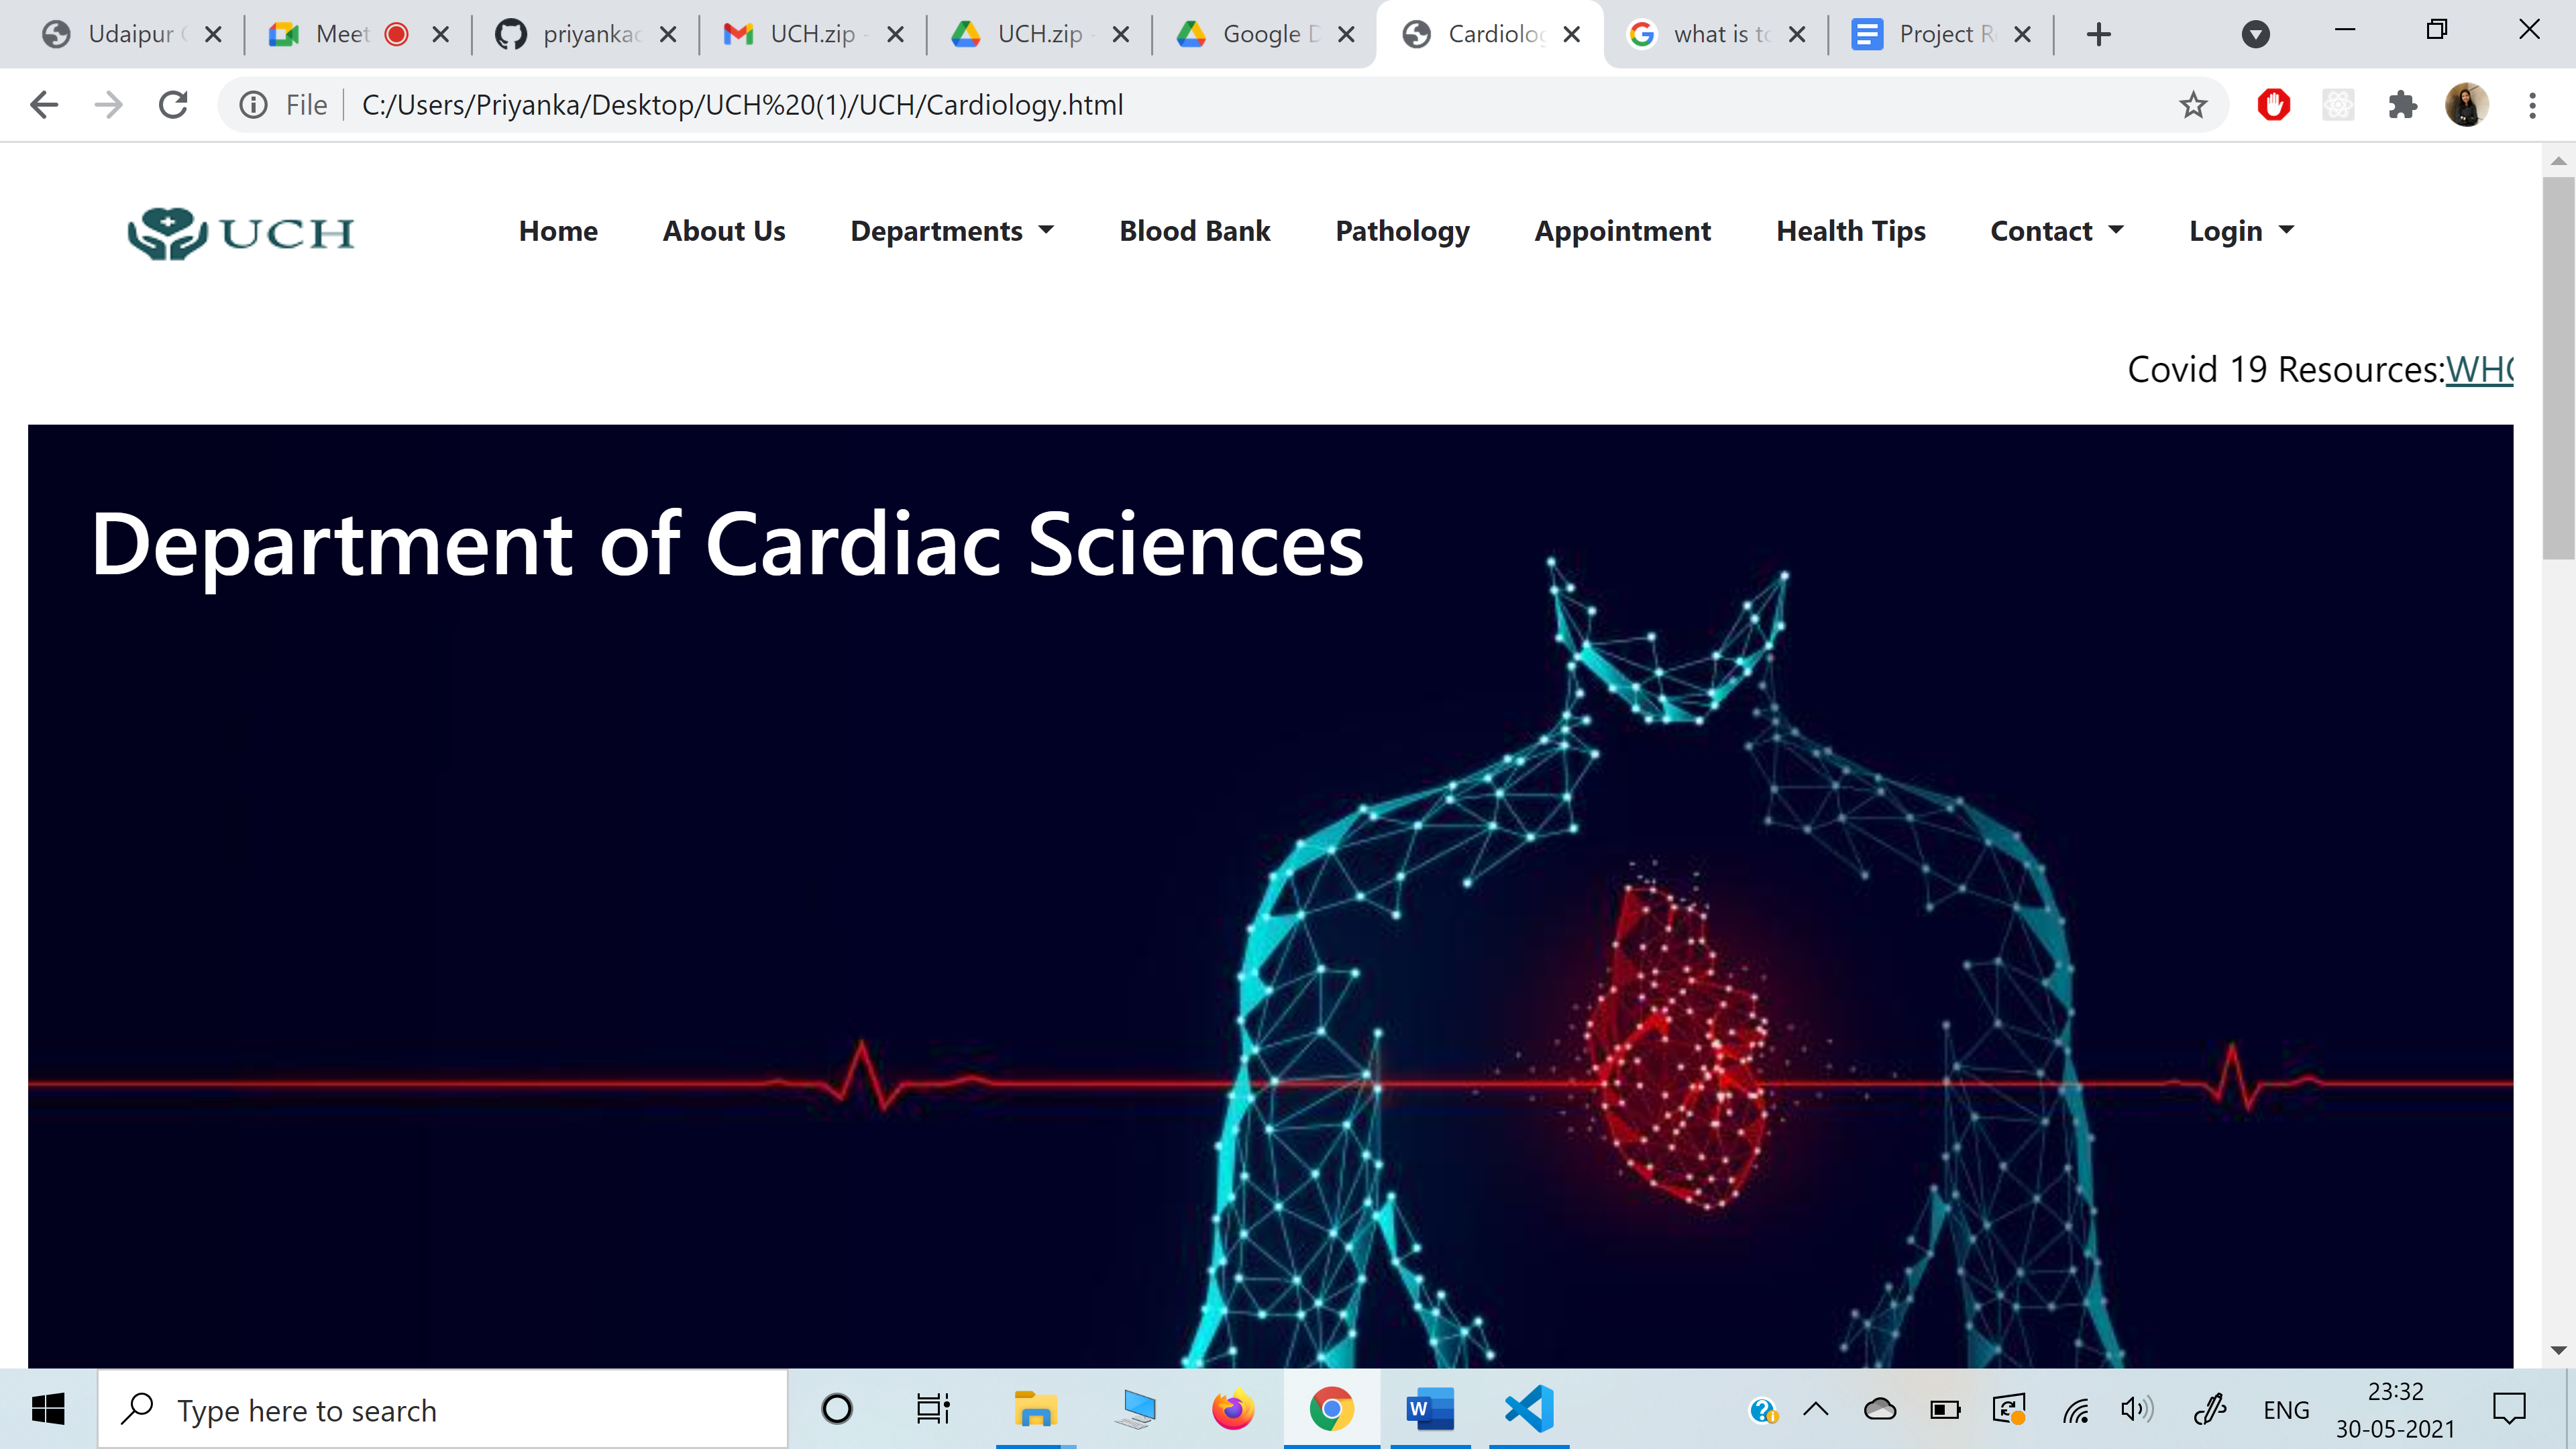 Udaipur
Meet
priyankac
UCH.zip -
UCH.zip -
Google D
Cardiolog
what is to
Project R
File
C:/Users/Priyanka/Desktop/UCH%20(1)/UCH/Cardiology.html
UCH
Home
About Us
Departments
Blood Bank
Pathology
Appointment
Health Tips
Contact
Login
Covid 19 Resources:WHO
Department of Cardiac Sciences
Type here to search
ENG
23:32
30-05-2021